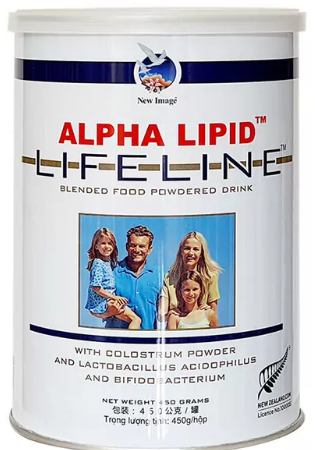 New Image
ALPHA LIPID™
LIFELINE™
BLENDED FOOD POWDERED DRINK
WITH COLOSTRUM POWDER
AND LACTOBACILLUS ACIDOPHILUS
AND BIFIDOBACTERIUM
NET WEIGHT 450 GRAMS
包装:450公克/罐
Trọng lượng tịnh: 450g/hộp
NEW ZEALAND